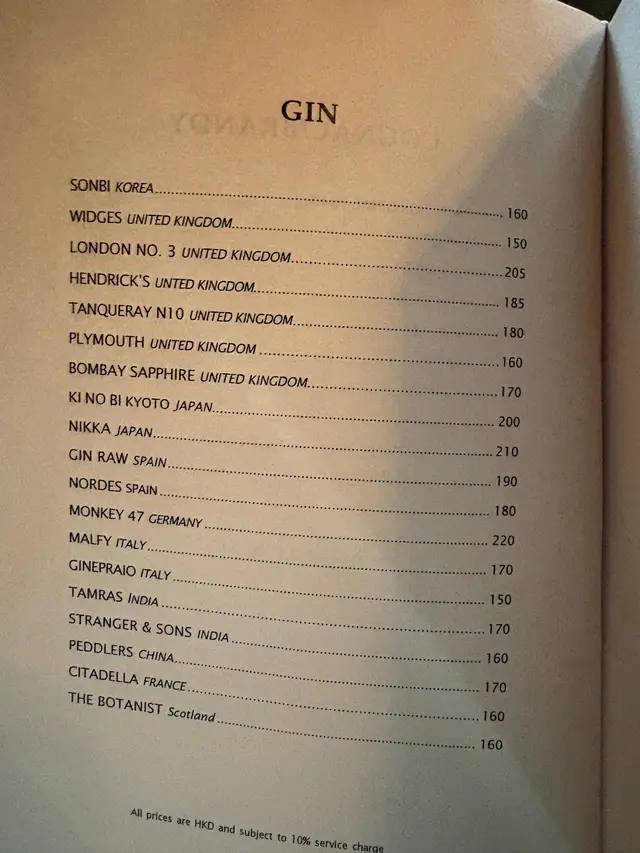 GIN
SONBI KOREA 160
WIDGES UNITED KINGDOM 150
LONDON NO. 3 UNITED KINGDOM 205
HENDRICK'S UNTED KINGDOM 185
TANQUERAY N10 UNITED KINGDOM 180
PLYMOUTH UNITED KINGDOM 160
BOMBAY SAPPHIRE UNITED KINGDOM 170
KI NO BI KYOTO JAPAN 200
NIKKA JAPAN 210
GIN RAW SPAIN 190
NORDES SPAIN 180
MONKEY 47 GERMANY 220
MALFY ITALY 170
GINEPRAIO ITALY 150
TAMRAS INDIA 170
STRANGER & SONS INDIA 160
PEDDLERS CHINA 170
CITADELLA FRANCE 160
THE BOTANIST Scotland 160
All prices are HKD and subject to 10% service charge